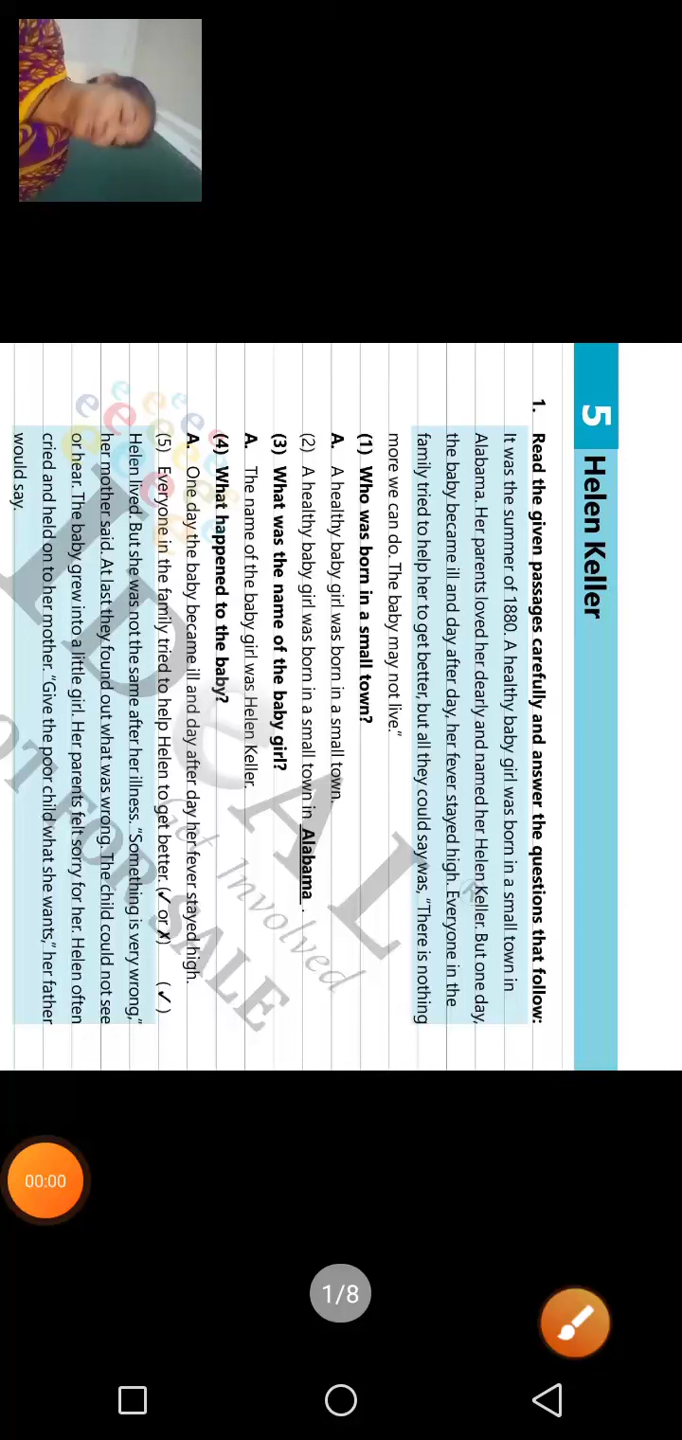 5 Helen Keller
1. Read the given passages carefully and answer the questions that follow:
It was the summer of 1880. A healthy baby girl was born in a small town in
Alabama. Her parents loved her dearly and named her Helen Keller. But one day,
the baby became ill and day after day, her fever stayed high. Everyone in the
family tried to help her to get better, but all they could say was, "There is nothing
more we can do. The baby may not live."
(1) Who was born in a small town?
A. A healthy baby girl was born in a small town.
(2) A healthy baby girl was born in a small town in Alabama .
(3) What was the name of the baby girl?
A. The name of the baby girl was Helen Keller.
(4) What happened to the baby?
A. One day the baby became ill and day after day her fever stayed high.
(5) Everyone in the family tried to help Helen to get better. (✓ or ✗) (✓)
Helen lived. But she was not the same after her illness. "Something is very wrong,"
her mother said. At last they found out what was wrong. The child could not see
or hear. The baby grew into a little girl. Her parents felt sorry for her. Helen often
cried and held on to her mother. "Give the poor child what she wants," her father
would say.
IDeAL
®
Get Involved
NOT FOR SALE
00:00
1/8